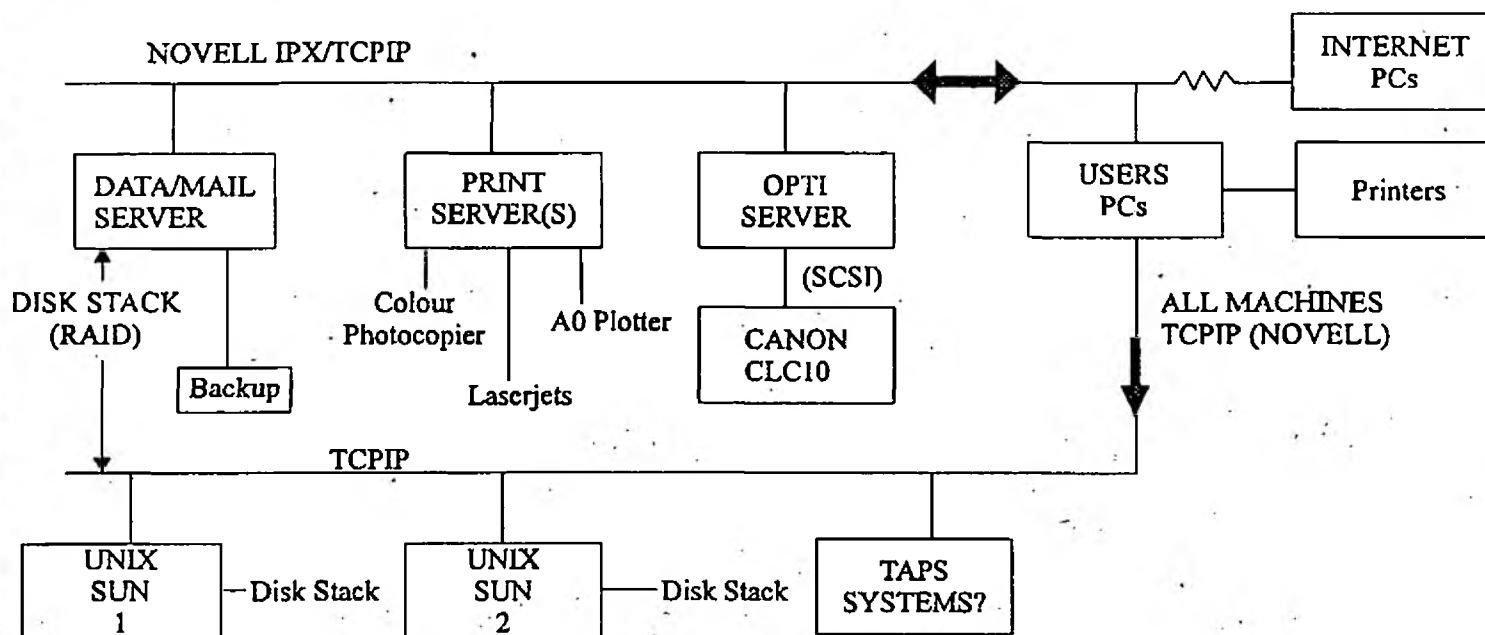 NOVELL IPX/TCPIP
INTERNET
PCs
DATA/MAIL
SERVER
PRINT
SERVER(S)
OPTI
SERVER
USERS
PCs
Printers
DISK STACK
(RAID)
Colour
Photocopier
A0 Plotter
(SCSI)
CANON
CLC10
ALL MACHINES
TCPIP (NOVELL)
Backup
Laserjets
TCPIP
UNIX
SUN
1
Disk Stack
UNIX
SUN
2
Disk Stack
TAPS
SYSTEMS?